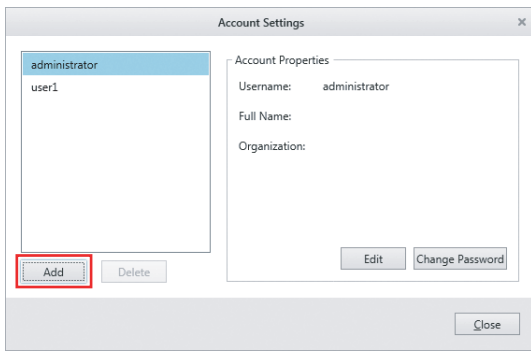 Account Settings
administrator
user1
Account Properties
Username: administrator
Full Name:
Organization:
Add
Delete
Edit
Change Password
Close